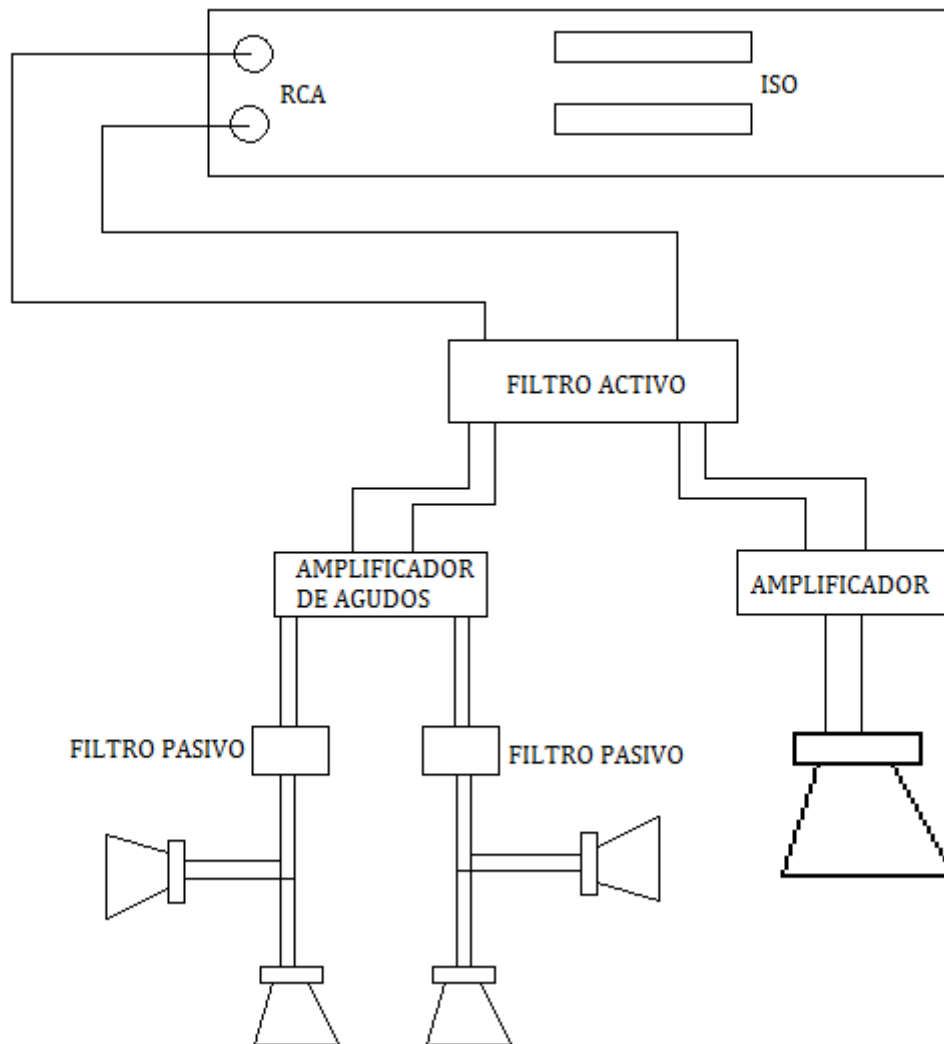 RCA
ISO
FILTRO ACTIVO
AMPLIFICADOR
DE AGUDOS
AMPLIFICADOR
FILTRO PASIVO
FILTRO PASIVO